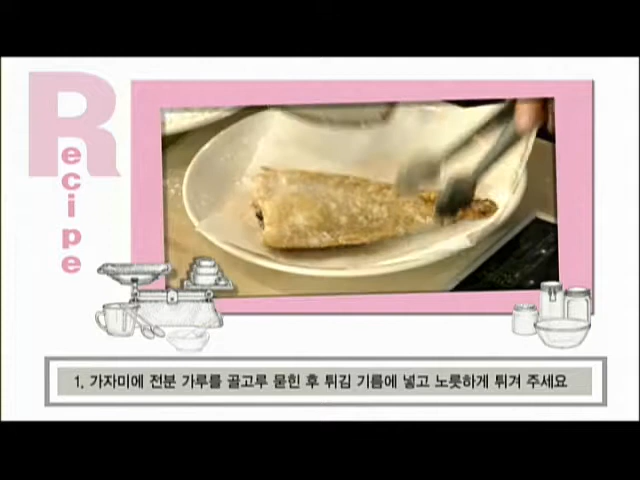 Recipe
1. 가자미에 전분 가루를 골고루 묻힌 후 튀김 기름에 넣고 노릇하게 튀겨 주세요